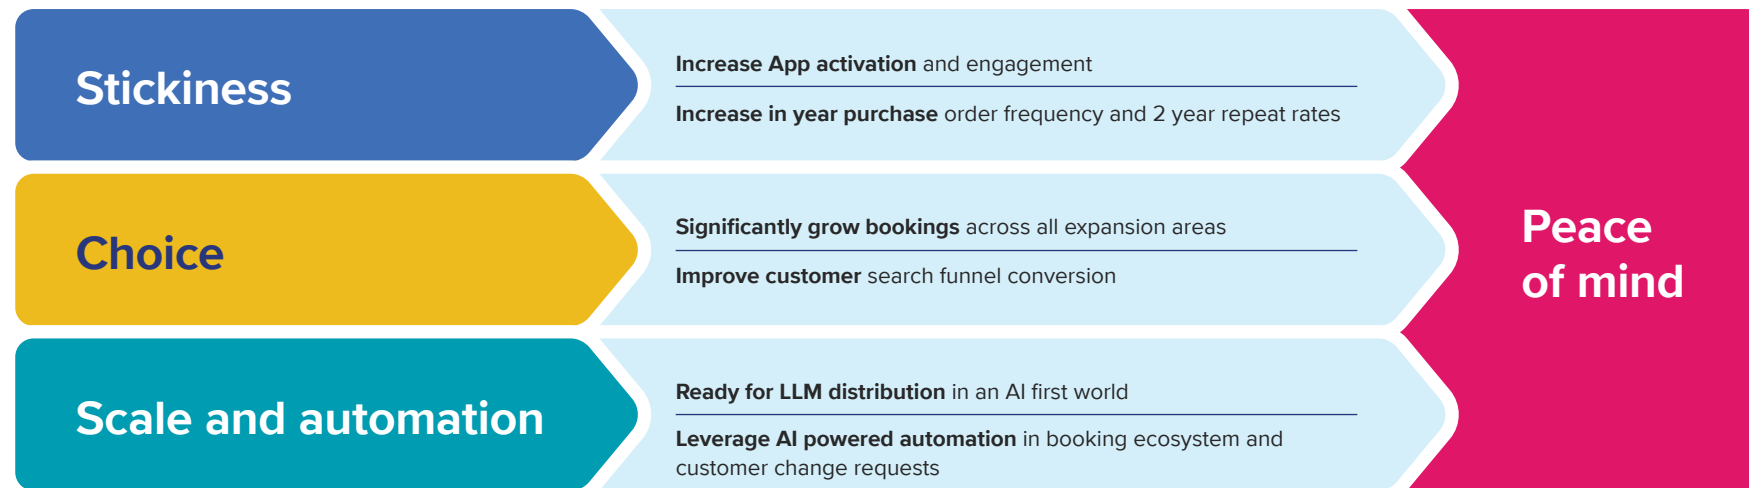 Stickiness
Increase App activation and engagement
Increase in year purchase order frequency and 2 year repeat rates
Choice
Significantly grow bookings across all expansion areas
Improve customer search funnel conversion
Scale and automation
Ready for LLM distribution in an AI first world
Leverage AI powered automation in booking ecosystem and
customer change requests
Peace
of mind